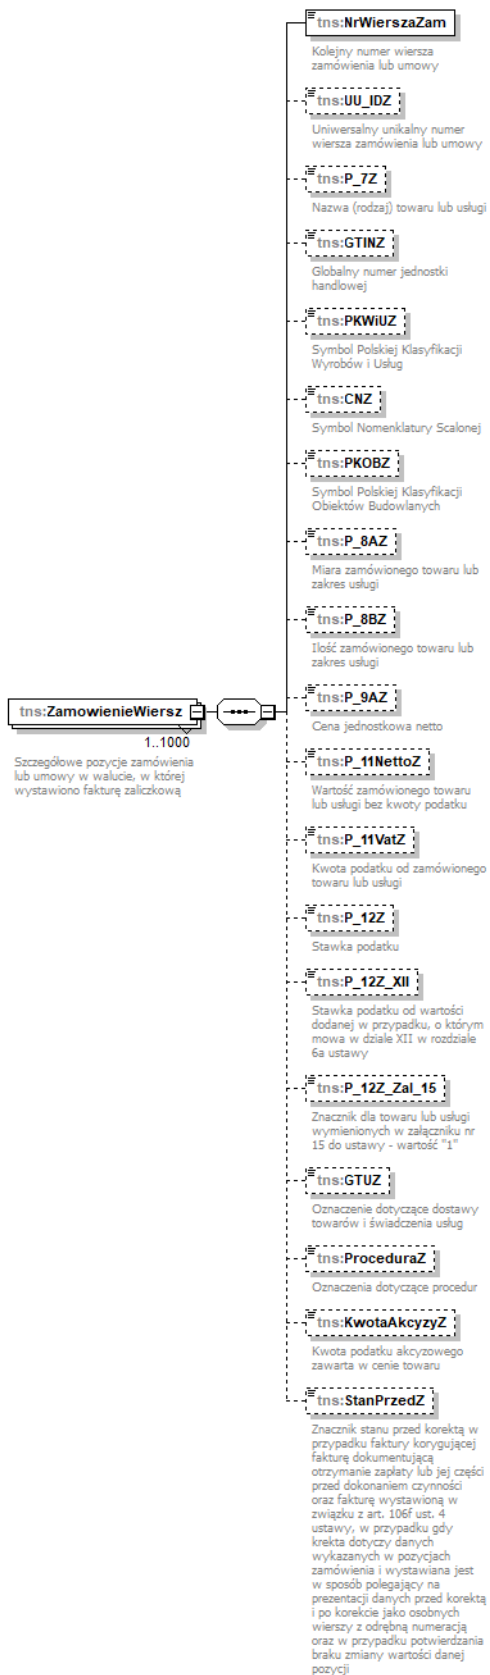 tns:NrWierszaZam
Kolejny numer wiersza
zamówienia lub umowy
tns:UU_IDZ
Uniwersalny unikalny numer
wiersza zamówienia lub umowy
tns:P_7Z
Nazwa (rodzaj) towaru lub usługi
tns:GTINZ
Globalny numer jednostki
handlowej
tns:PKWiUZ
Symbol Polskiej Klasyfikacji
Wyrobów i Usług
tns:CNZ
Symbol Nomenklatury Scalonej
tns:PKOBZ
Symbol Polskiej Klasyfikacji
Obiektów Budowlanych
tns:P_8AZ
Miara zamówionego towaru lub
zakres usługi
tns:P_8BZ
Ilość zamówionego towaru lub
zakres usługi
tns:ZamowienieWiersz
1..1000
Szczegółowe pozycje zamówienia
lub umowy w walucie, w której
wystawiono fakturę zaliczkową
tns:P_9AZ
Cena jednostkowa netto
tns:P_11NettoZ
Wartość zamówionego towaru
lub usługi bez kwoty podatku
tns:P_11VatZ
Kwota podatku od zamówionego
towaru lub usługi
tns:P_12Z
Stawka podatku
tns:P_12Z_XII
Stawka podatku od wartości
dodanej w przypadku, o którym
mowa w dziale XII w rozdziale
6a ustawy
tns:P_12Z_Zal_15
Znacznik dla towaru lub usługi
wymienionych w załączniku nr
15 do ustawy - wartość "1"
tns:GTUZ
Oznaczenie dotyczące dostawy
towarów i świadczenia usług
tns:ProceduraZ
Oznaczenia dotyczące procedur
tns:KwotaAkcyzyZ
Kwota podatku akcyzowego
zawarta w cenie towaru
tns:StanPrzedZ
Znacznik stanu przed korektą w
przypadku faktury korygującej
fakturę dokumentującą
otrzymanie zapłaty lub jej części
przed dokonaniem czynności
oraz fakturę wystawioną w
związku z art. 106f ust. 4
ustawy, w przypadku gdy
krekta dotyczy danych
wykazanych w pozycjach
zamówienia i wystawiana jest
w sposób polegający na
prezentacji danych przed korektą
i po korekcie jako osobnych
wierszy z odrębną numeracją
oraz w przypadku potwierdzania
braku zmiany wartości danej
pozycji